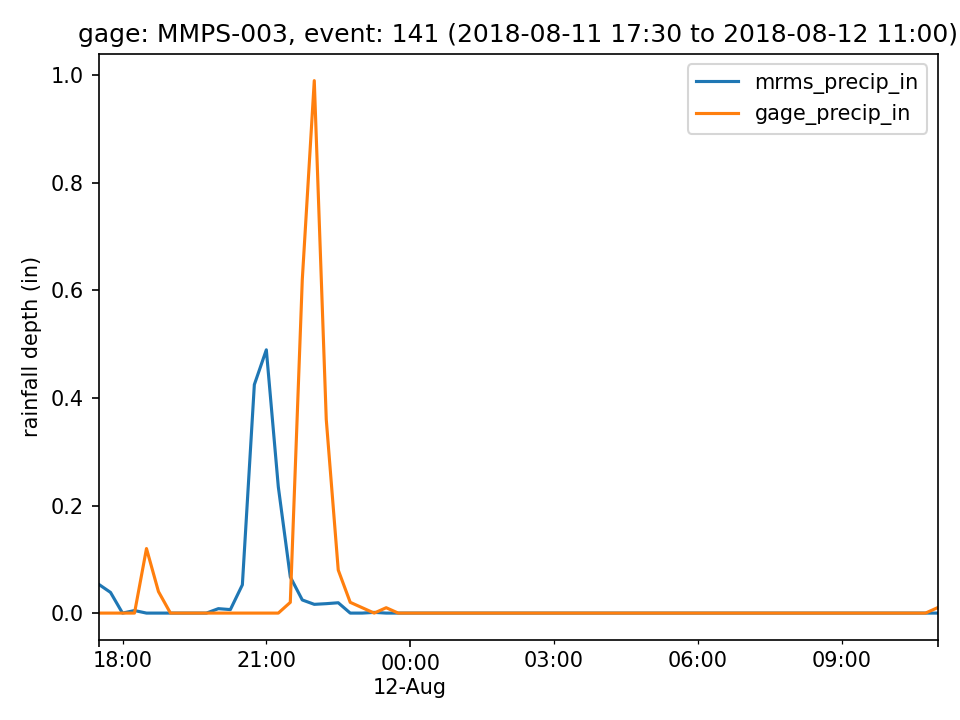 gage: MMPS-003, event: 141 (2018-08-11 17:30 to 2018-08-12 11:00)
mrms_precip_in
gage_precip_in
rainfall depth (in)
1.0
0.8
0.6
0.4
0.2
0.0
18:00 21:00 00:00 03:00 06:00 09:00
12-Aug